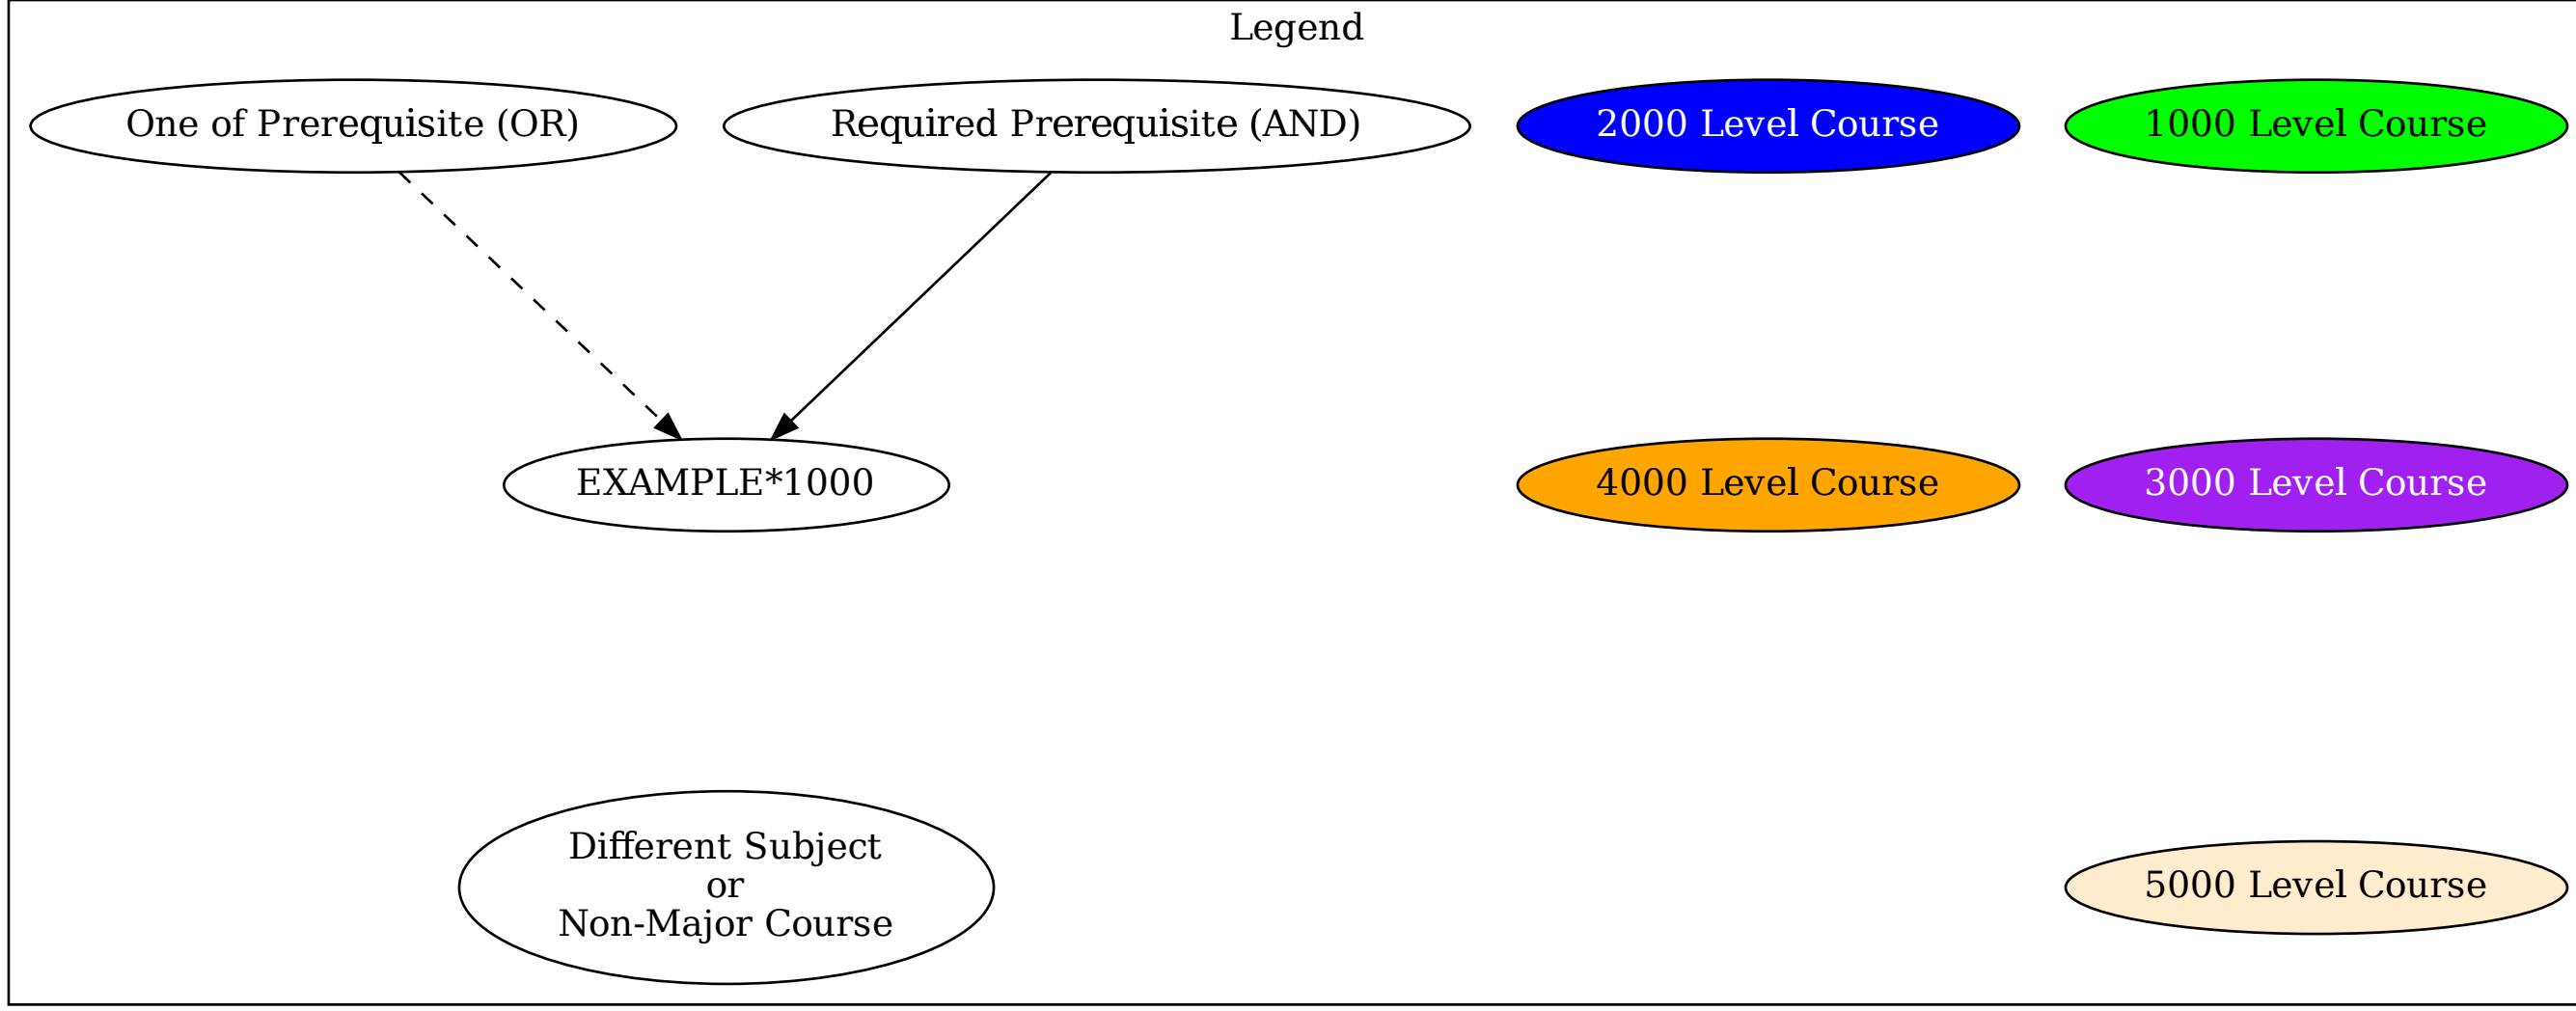 Legend
One of Prerequisite (OR)
Required Prerequisite (AND)
2000 Level Course
1000 Level Course
EXAMPLE*1000
4000 Level Course
3000 Level Course
Different Subject
or
Non-Major Course
5000 Level Course